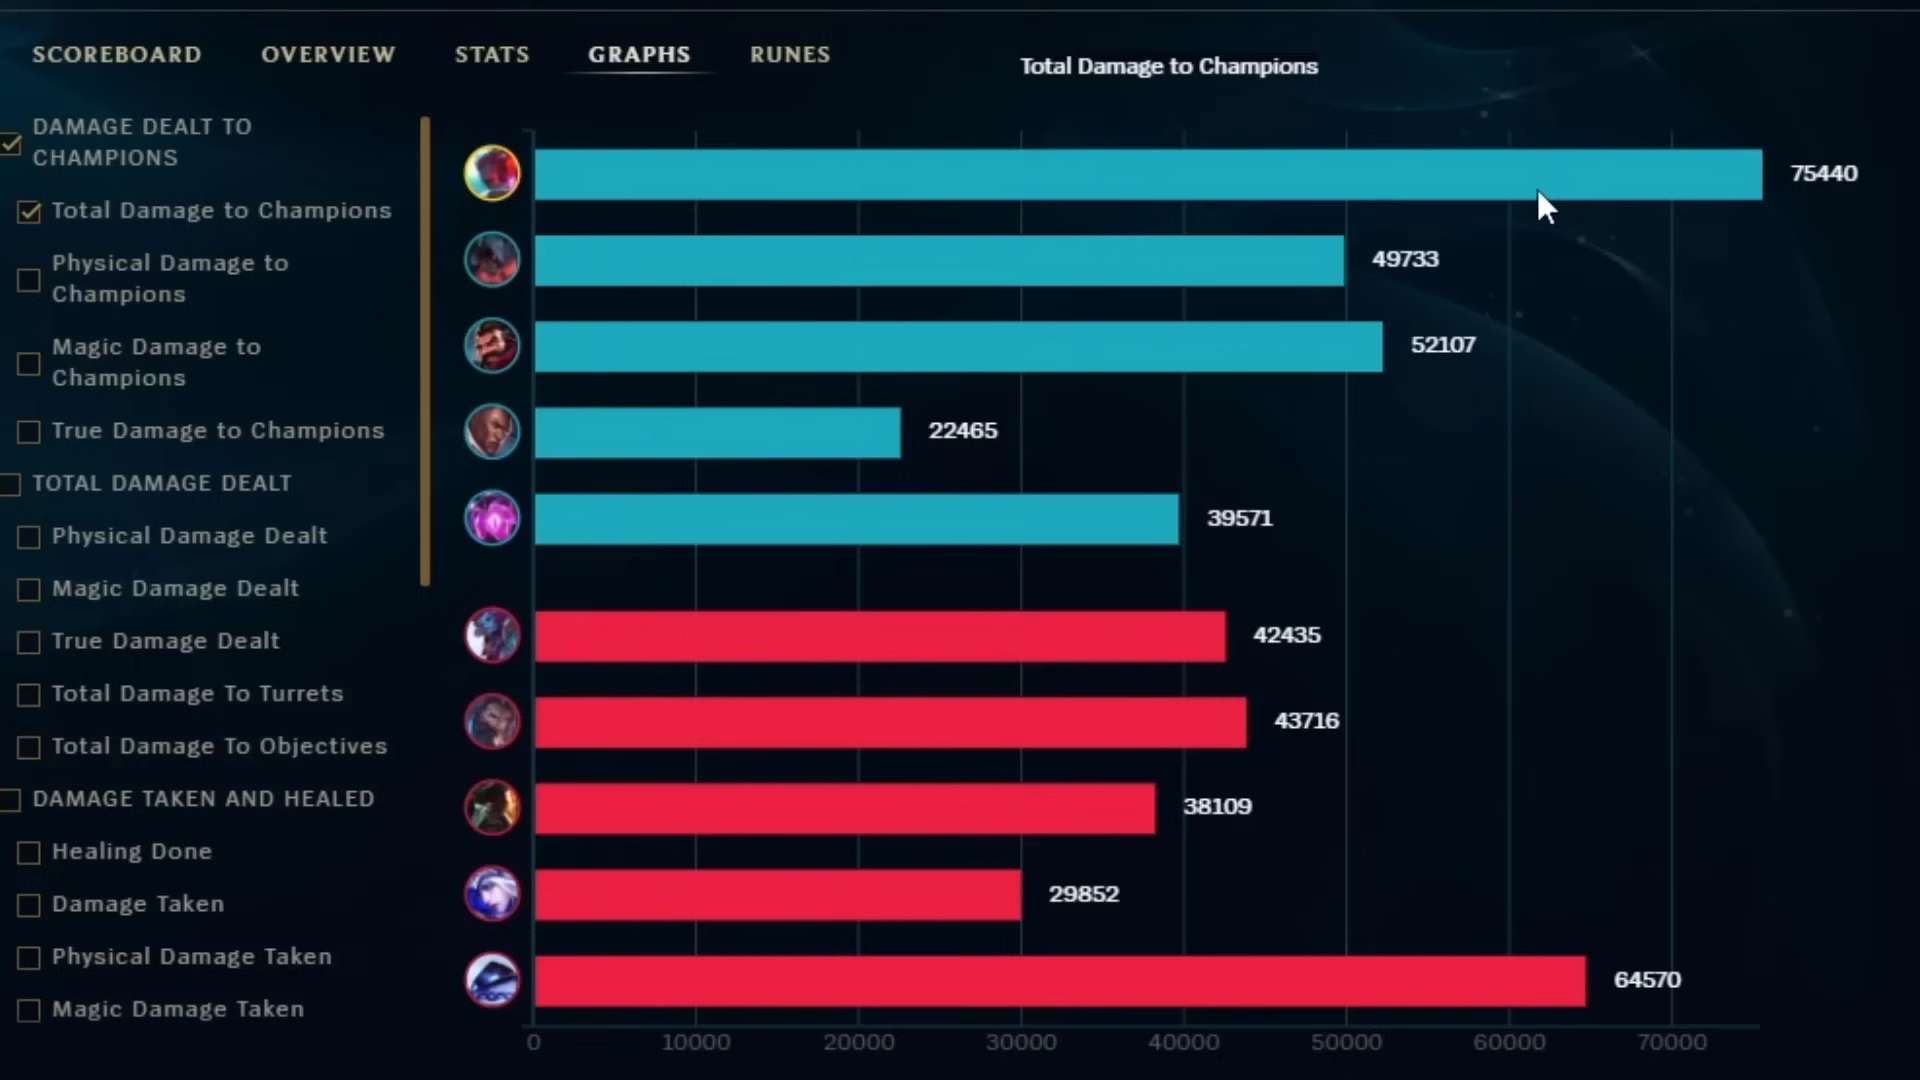 SCOREBOARD OVERVIEW STATS GRAPHS RUNES
Total Damage to Champions
DAMAGE DEALT TO
CHAMPIONS
Total Damage to Champions
Physical Damage to
Champions
Magic Damage to
Champions
True Damage to Champions
TOTAL DAMAGE DEALT
Physical Damage Dealt
Magic Damage Dealt
True Damage Dealt
Total Damage To Turrets
Total Damage To Objectives
DAMAGE TAKEN AND HEALED
Healing Done
Damage Taken
Physical Damage Taken
Magic Damage Taken
75440
49733
52107
22465
39571
42435
43716
38109
29852
64570
0 10000 20000 30000 40000 50000 60000 70000